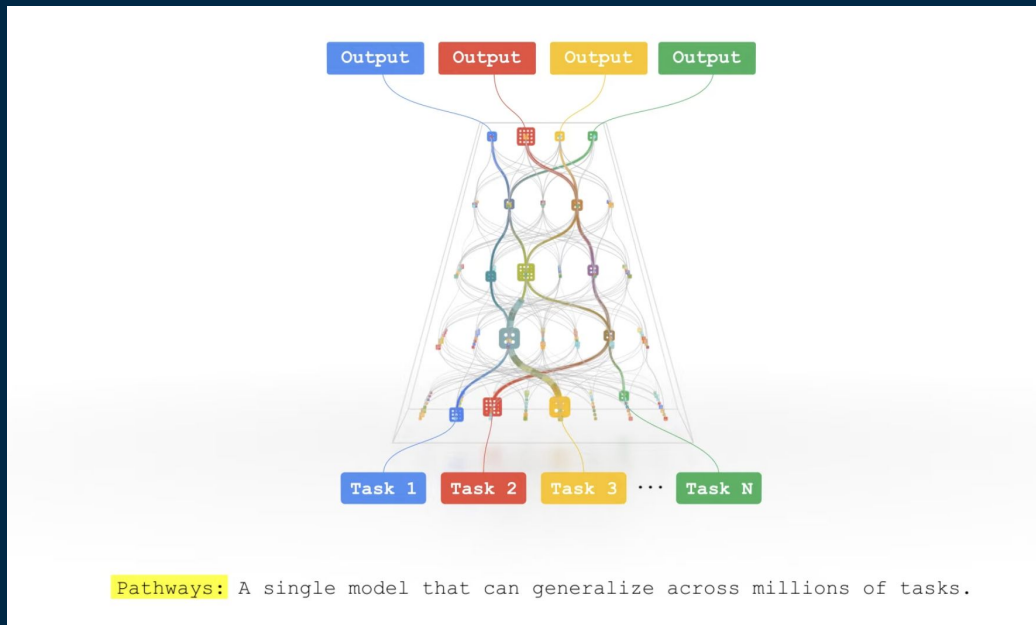 Output Output Output Output
Task 1 Task 2 Task 3 ... Task N
Pathways: A single model that can generalize across millions of tasks.